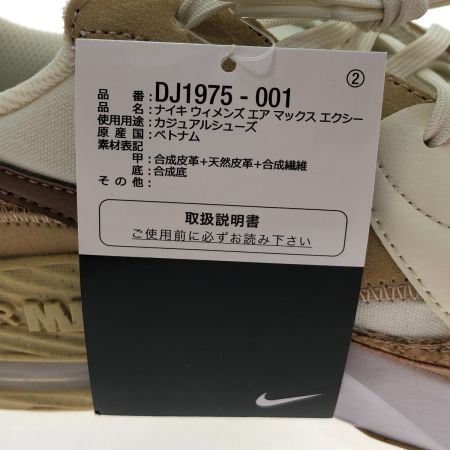 ②
品番：DJ1975 - 001
品名：ナイキ ウィメンズ エア マックス エクシー
使用用途：カジュアルシューズ
原産国：ベトナム
素材表記
甲：合成皮革+天然皮革+合成繊維
底：合成底
その他：
取扱説明書
ご使用前に必ずお読み下さい